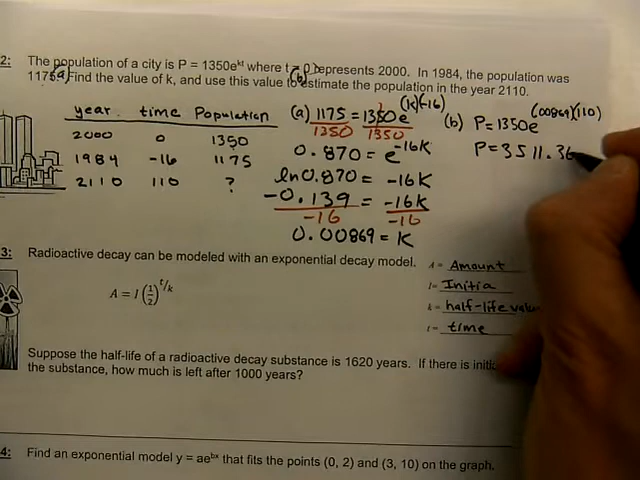 2: The population of a city is P = 1350e^kt where t = 0 represents 2000. In 1984, the population was
1175. (a) Find the value of k, and use this value (b) to estimate the population in the year 2110.
year time Population
2000 0 1350
1984 -16 1175
2110 110 ?
(a) 1175 = 1350e^(k)(-16)
1350 1350
0.870 = e^-16K
ln0.870 = -16K
-0.139 = -16K
-16 -16
0.00869 = K
(b) P = 1350e^(00869)(110)
P = 3511.36
3: Radioactive decay can be modeled with an exponential decay model.
A = I(1/2)^t/k
A = Amount
I = Initia
k = half-life value
t = time
Suppose the half-life of a radioactive decay substance is 1620 years. If there is
the substance, how much is left after 1000 years?
4: Find an exponential model y = ae^bx that fits the points (0, 2) and (3, 10) on the graph.